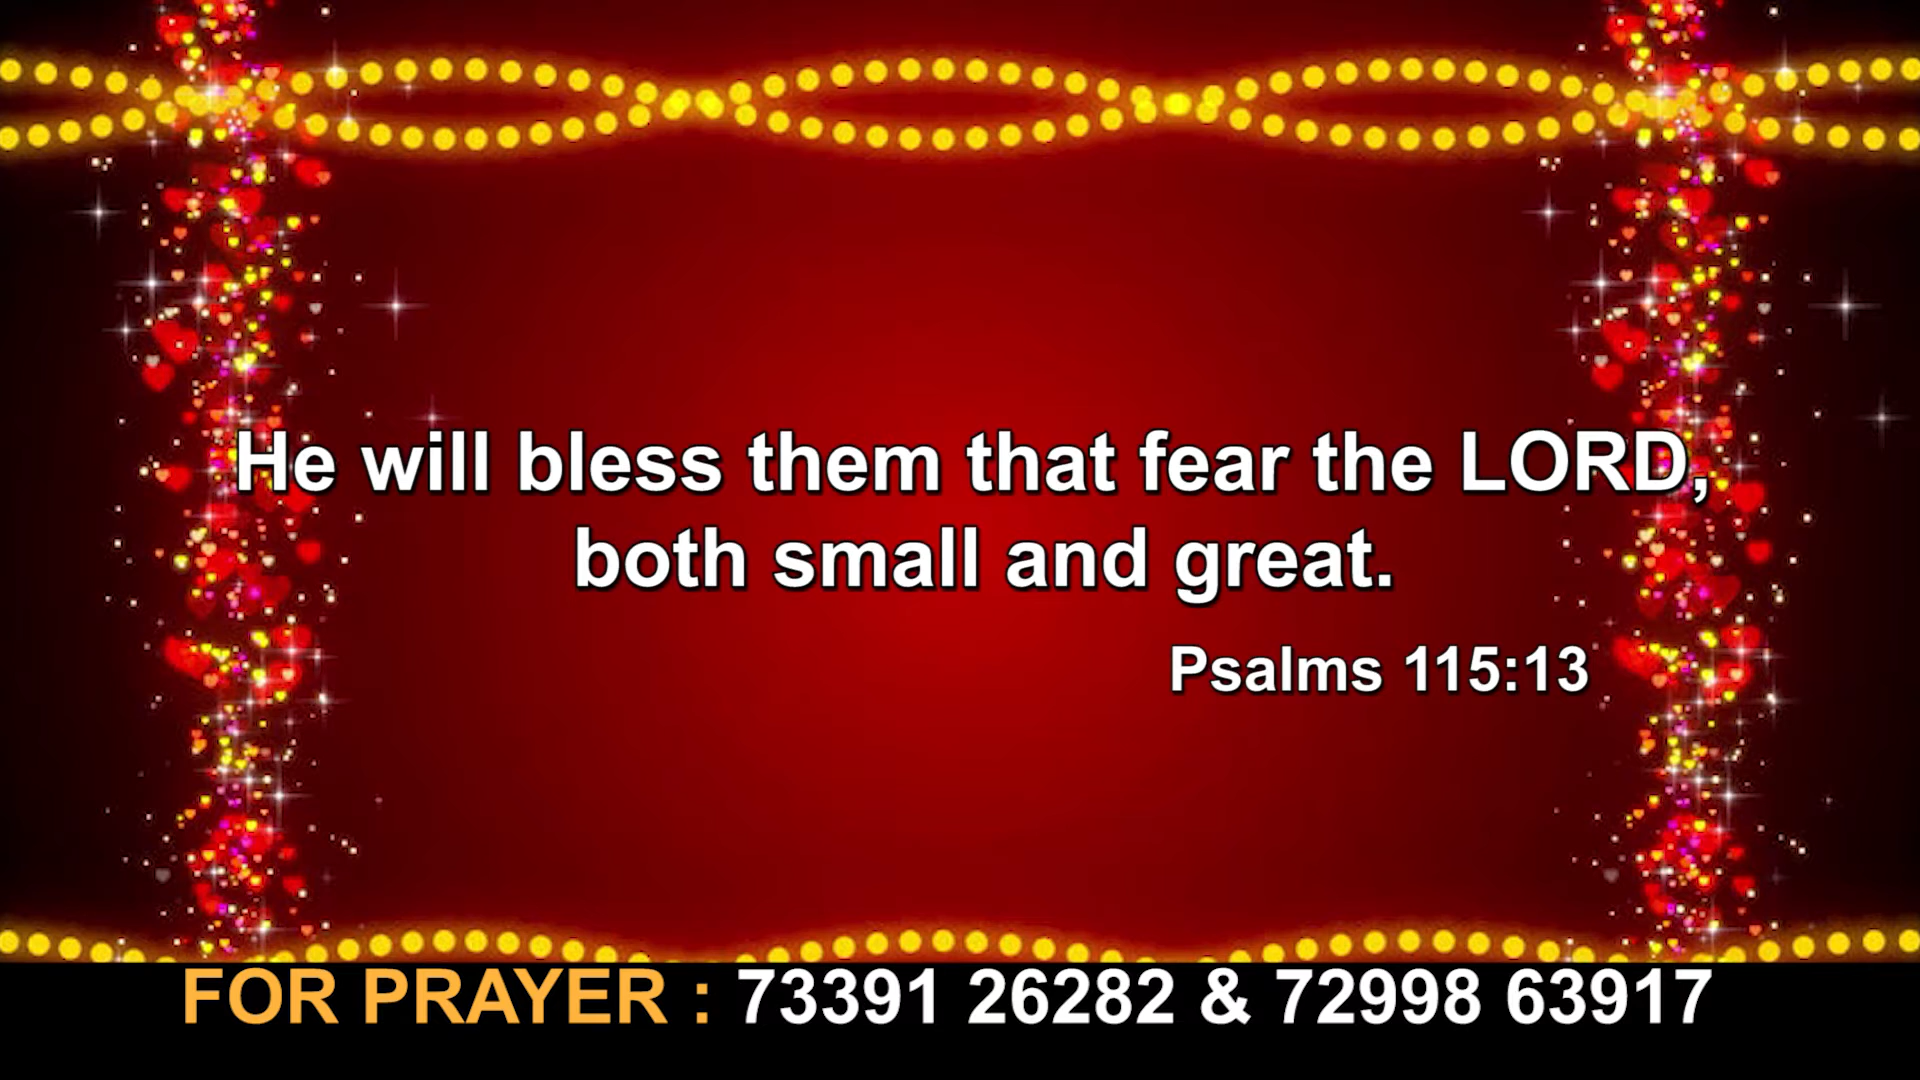 He will bless them that fear the LORD,
both small and great.
Psalms 115:13
FOR PRAYER : 73391 26282 & 72998 63917